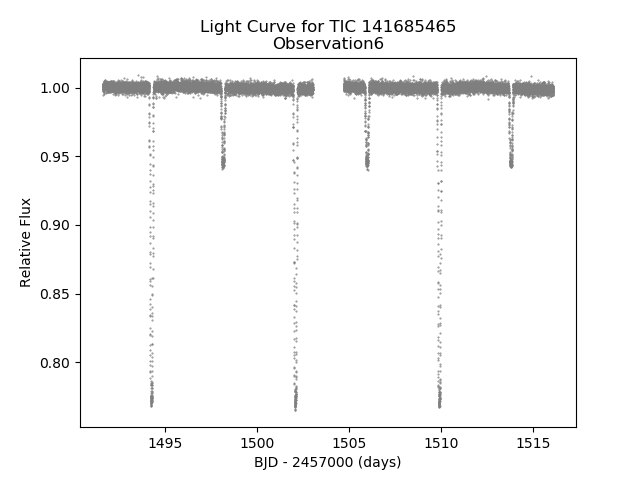 Light Curve for TIC 141685465
Observation6
1.00
0.95
0.90
0.85
0.80
Relative Flux
1495
1500
1505
1510
1515
BJD - 2457000 (days)